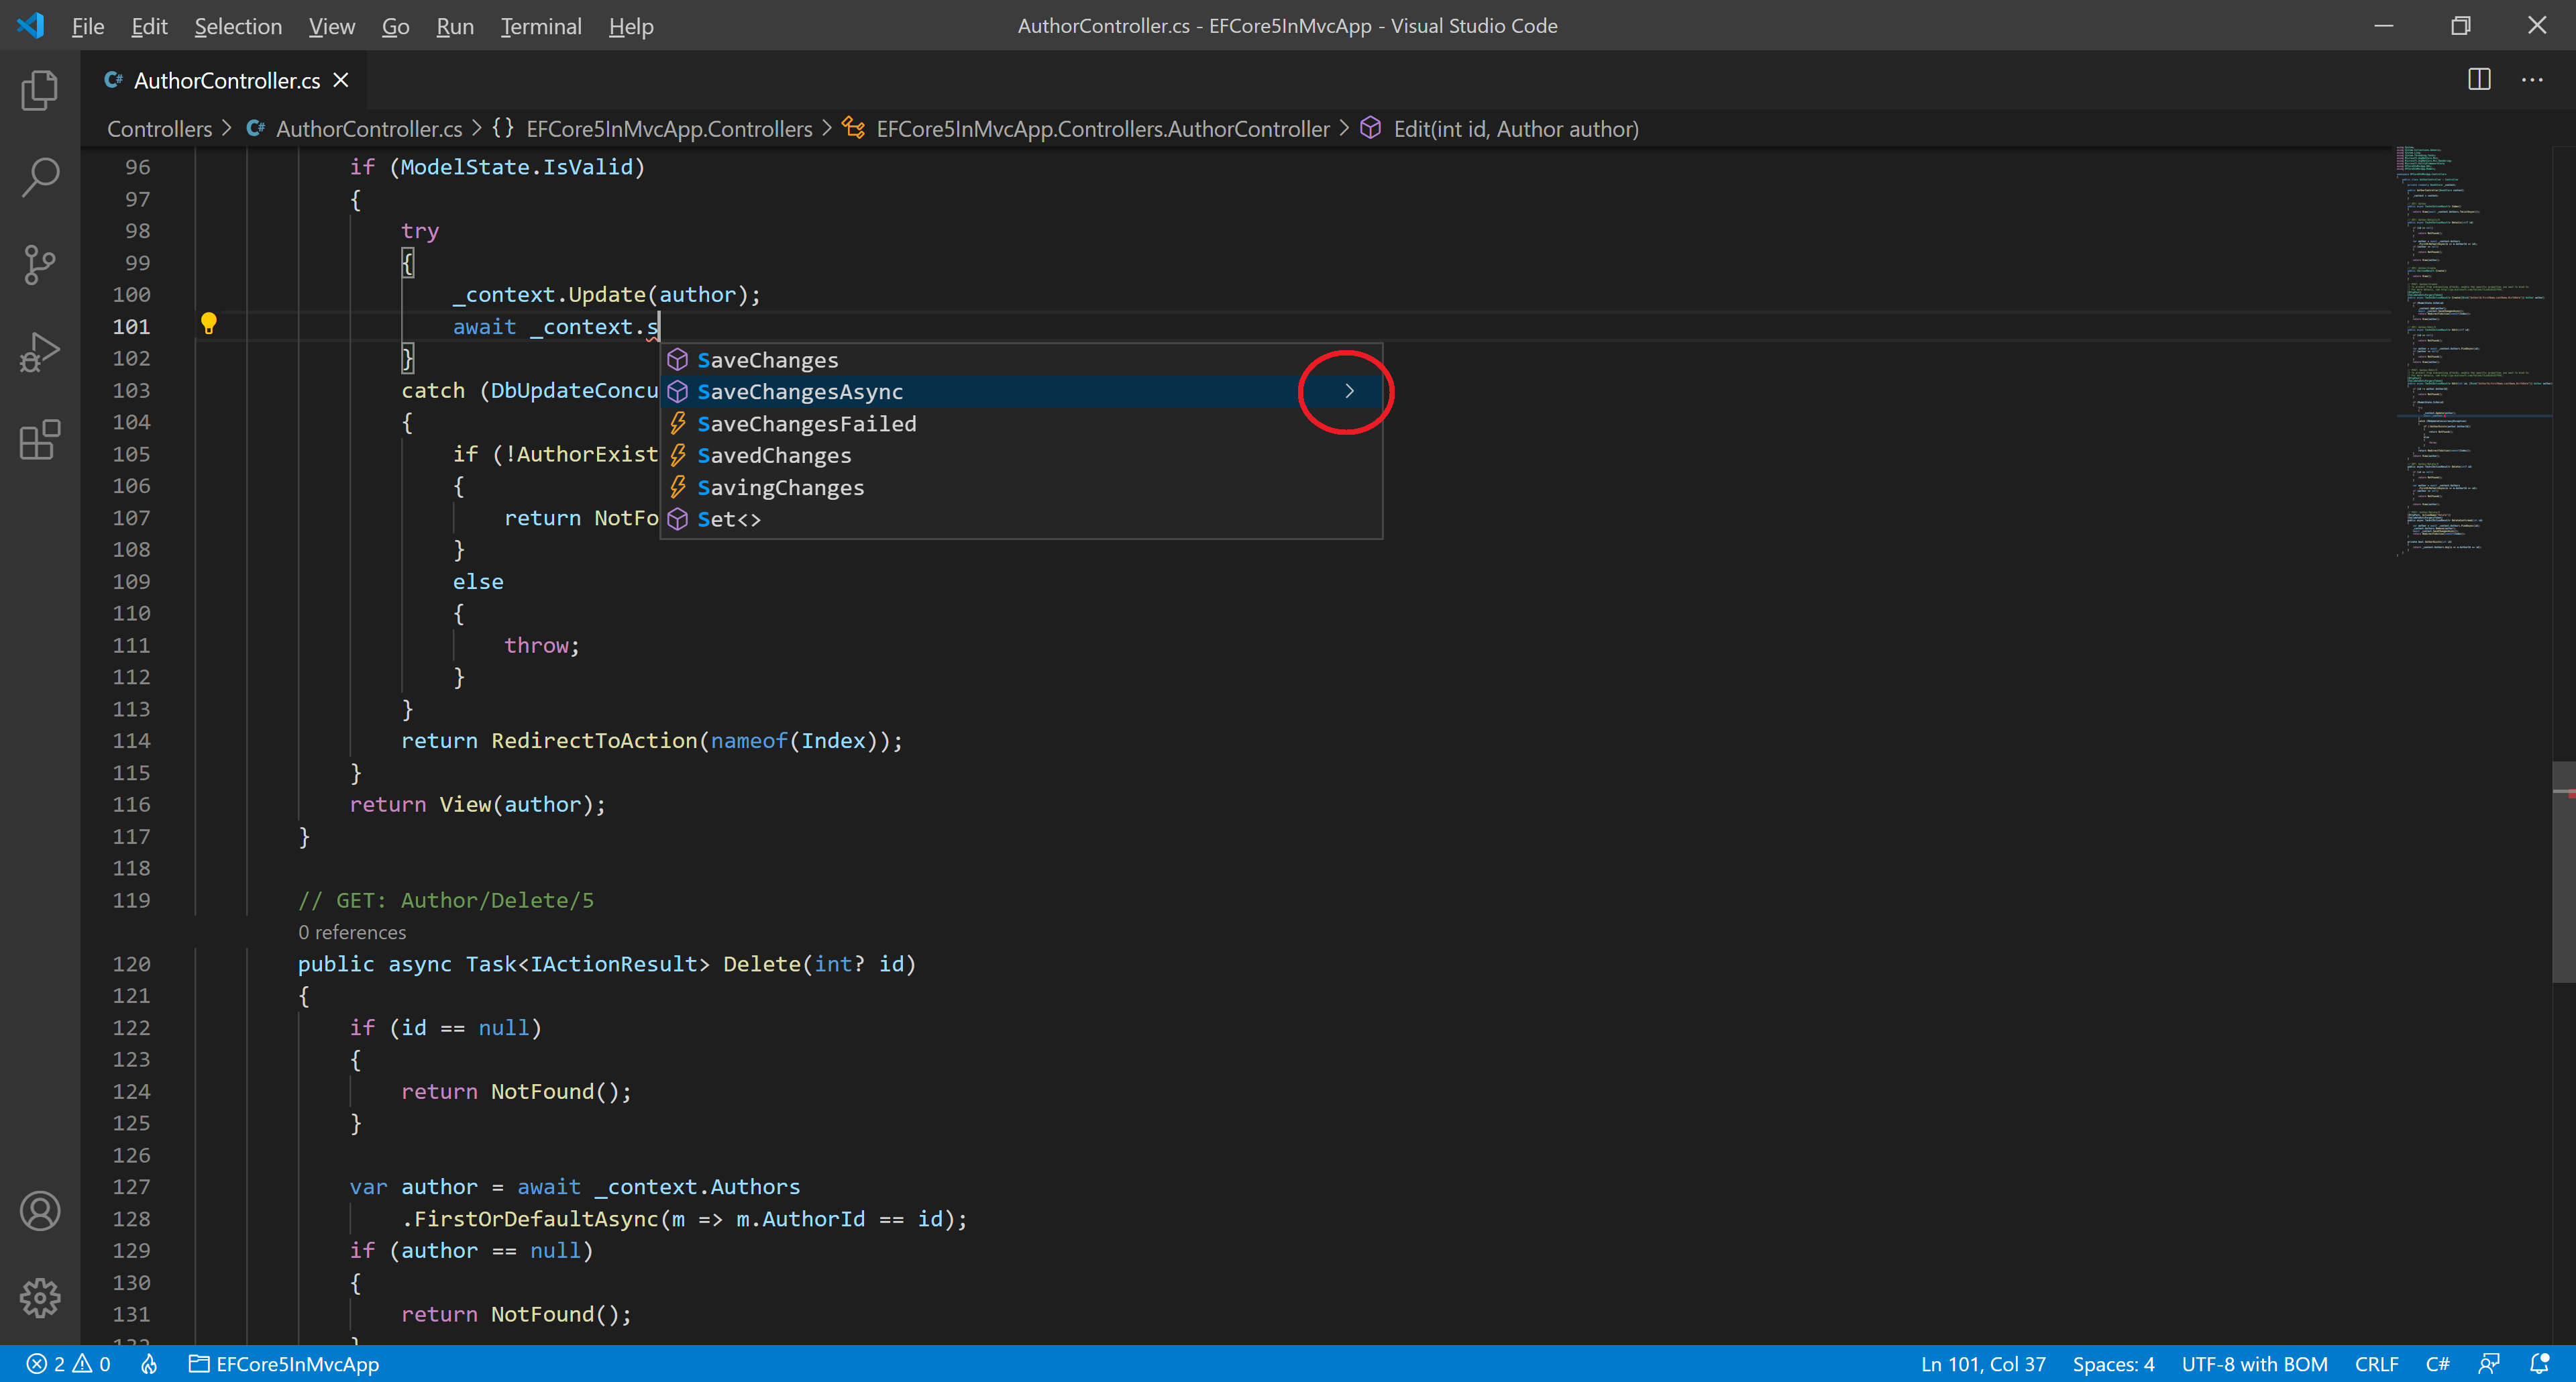 File Edit Selection View Go Run Terminal Help AuthorController.cs - EFCore5InMvcApp - Visual Studio Code
AuthorController.cs
Controllers > AuthorController.cs > {} EFCore5InMvcApp.Controllers > EFCore5InMvcApp.Controllers.AuthorController > Edit(int id, Author author)
96 if (ModelState.IsValid)
97 {
98 try
99 {
100 _context.Update(author);
101 await _context.s
102 }
SaveChanges
103 catch (DbUpdateConcu
SaveChangesAsync >
104 {
SaveChangesFailed
105 if (!AuthorExist
SavedChanges
106 {
SavingChanges
107 return NotFo
Set<>
108 }
109 else
110 {
111 throw;
112 }
113 }
114 return RedirectToAction(nameof(Index));
115 }
116 return View(author);
117 }
118
119 // GET: Author/Delete/5
0 references
120 public async Task<IActionResult> Delete(int? id)
121 {
122 if (id == null)
123 {
124 return NotFound();
125 }
126
127 var author = await _context.Authors
128 .FirstOrDefaultAsync(m => m.AuthorId == id);
129 if (author == null)
130 {
131 return NotFound();
2 0 EFCore5InMvcApp Ln 101, Col 37 Spaces: 4 UTF-8 with BOM CRLF C#